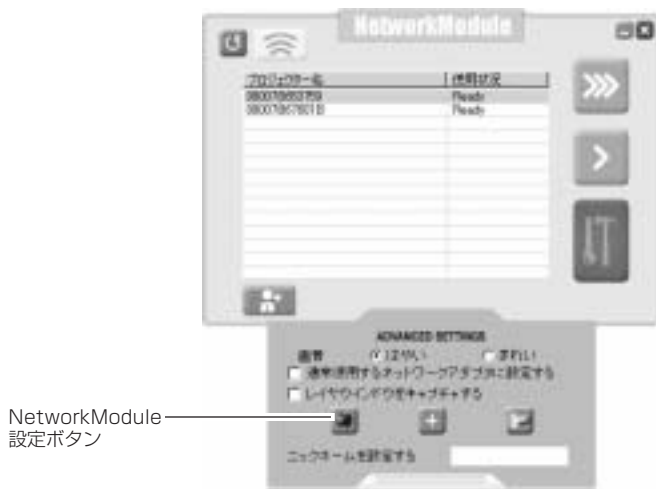 NetworkModule
プロジェクター名 使用状況
Ready
Ready
ADVANCED SETTINGS
画質 はやい きれい
通常使用するネットワークアダプタに設定する
レイヤウインドウをキャプチャする
NetworkModule
設定ボタン
ニックネームを設定する